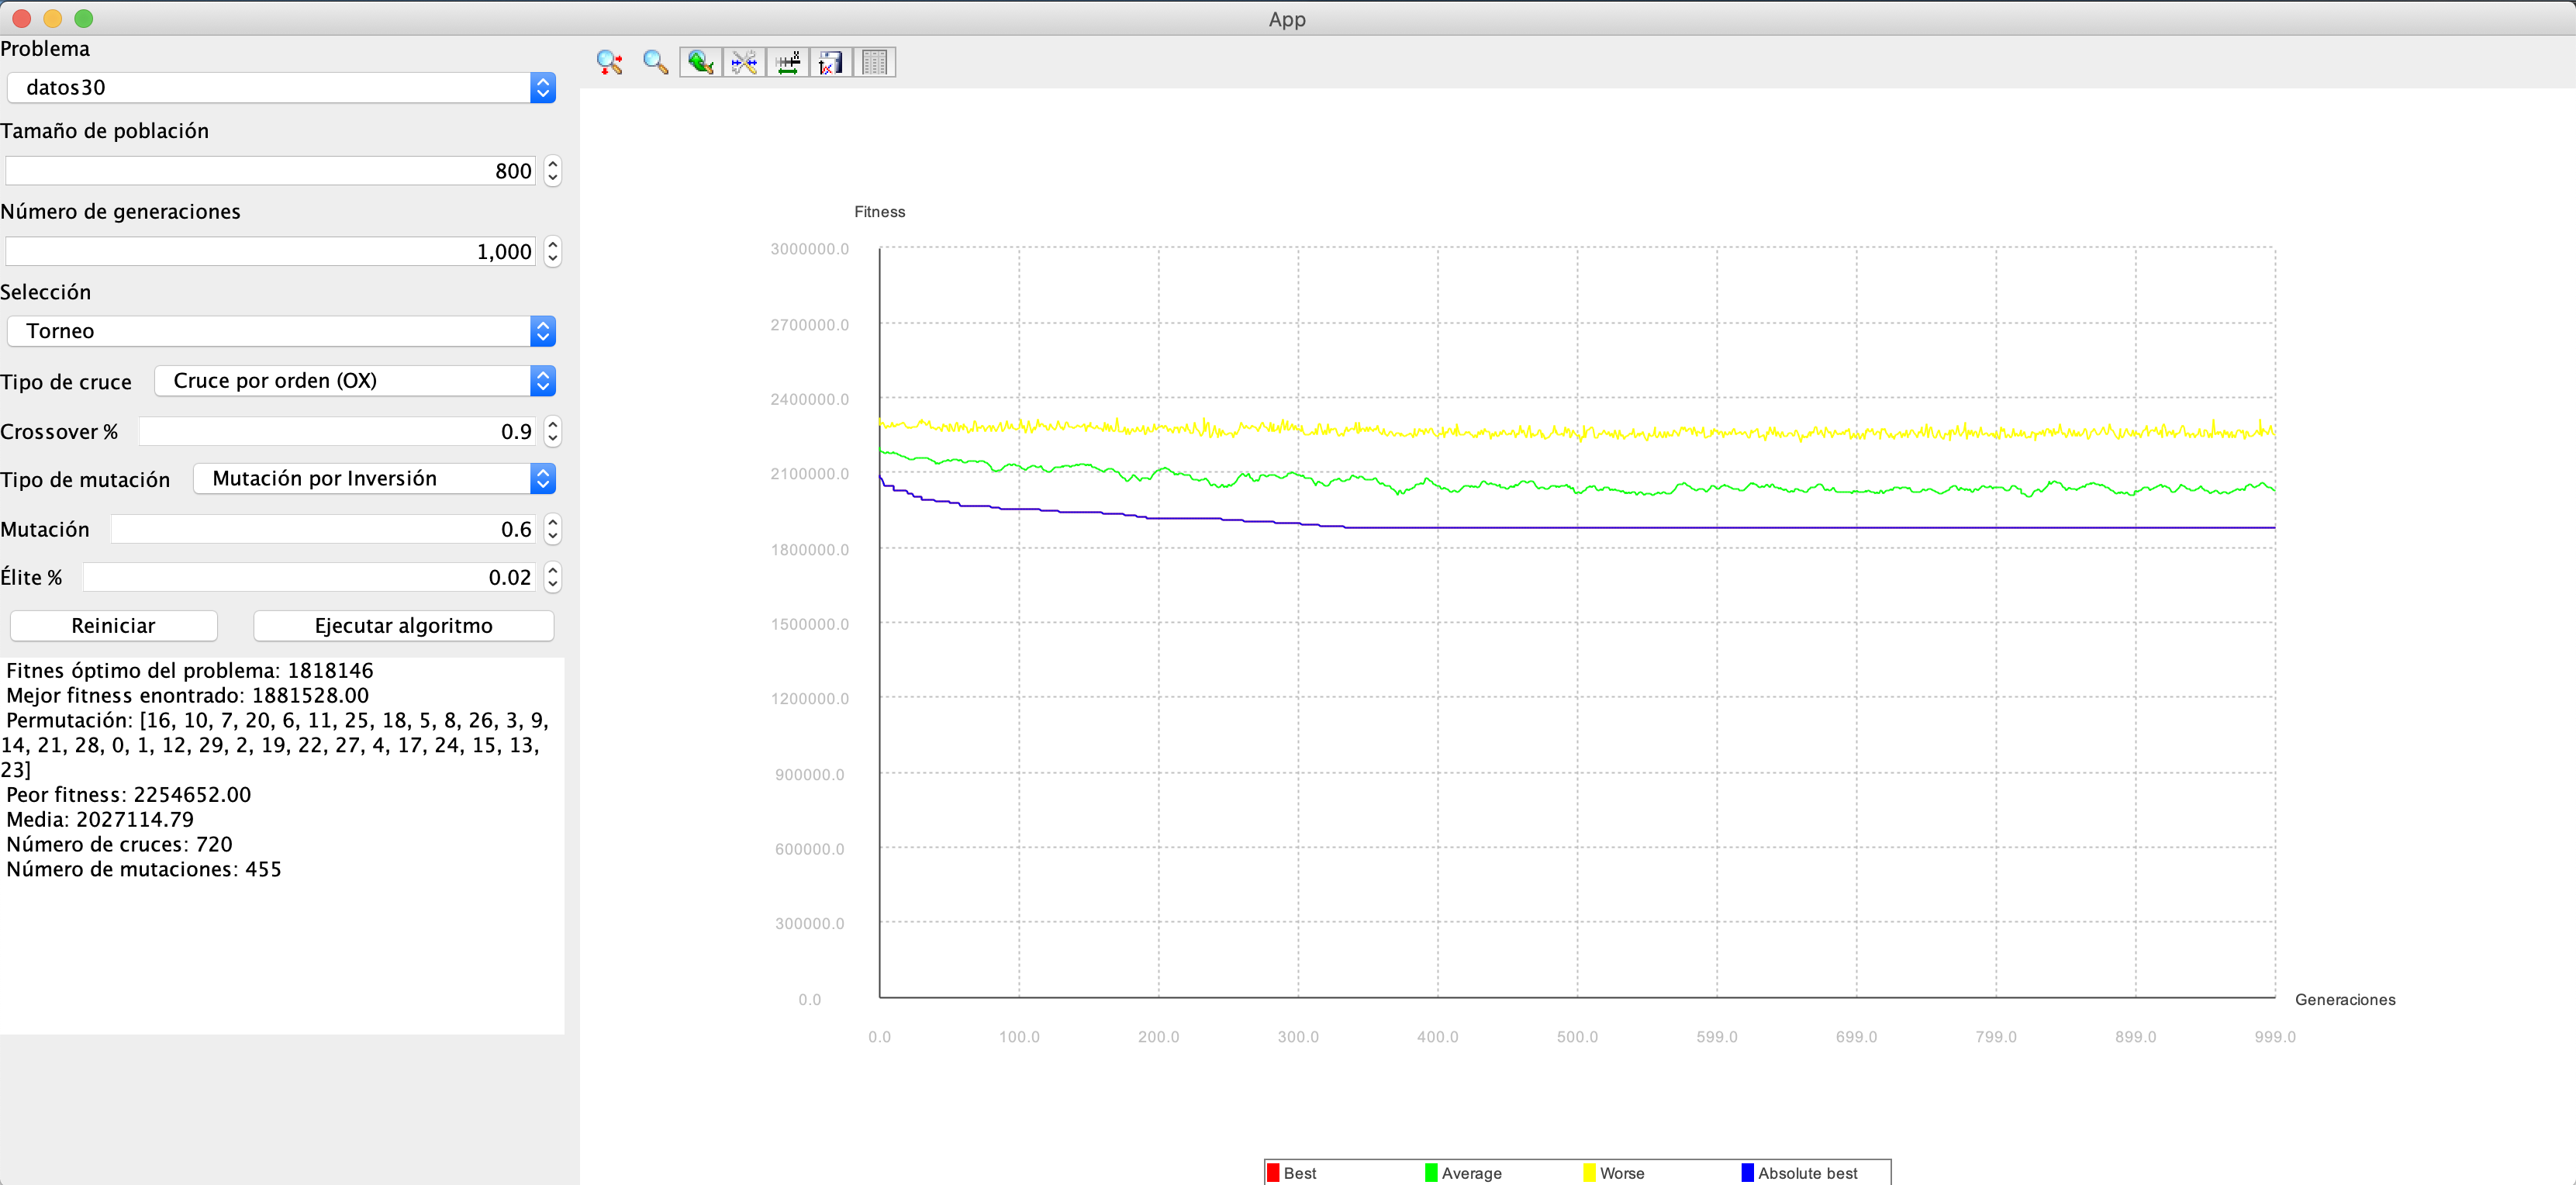 App
Problema
datos30
Tamaño de población
800
Número de generaciones
1,000
Selección
Torneo
Tipo de cruce
Cruce por orden (OX)
Crossover %
0.9
Tipo de mutación
Mutación por Inversión
Mutación
0.6
Élite %
0.02
Reiniciar
Ejecutar algoritmo
Fitnes óptimo del problema: 1818146
Mejor fitness enontrado: 1881528.00
Permutación: [16, 10, 7, 20, 6, 11, 25, 18, 5, 8, 26, 3, 9,
14, 21, 28, 0, 1, 12, 29, 2, 19, 22, 27, 4, 17, 24, 15, 13,
23]
Peor fitness: 2254652.00
Media: 2027114.79
Número de cruces: 720
Número de mutaciones: 455
Fitness
3000000.0
2700000.0
2400000.0
2100000.0
1800000.0
1500000.0
1200000.0
900000.0
600000.0
300000.0
0.0
Generaciones
0.0 100.0 200.0 300.0 400.0 500.0 599.0 699.0 799.0 899.0 999.0
Best Average Worse Absolute best